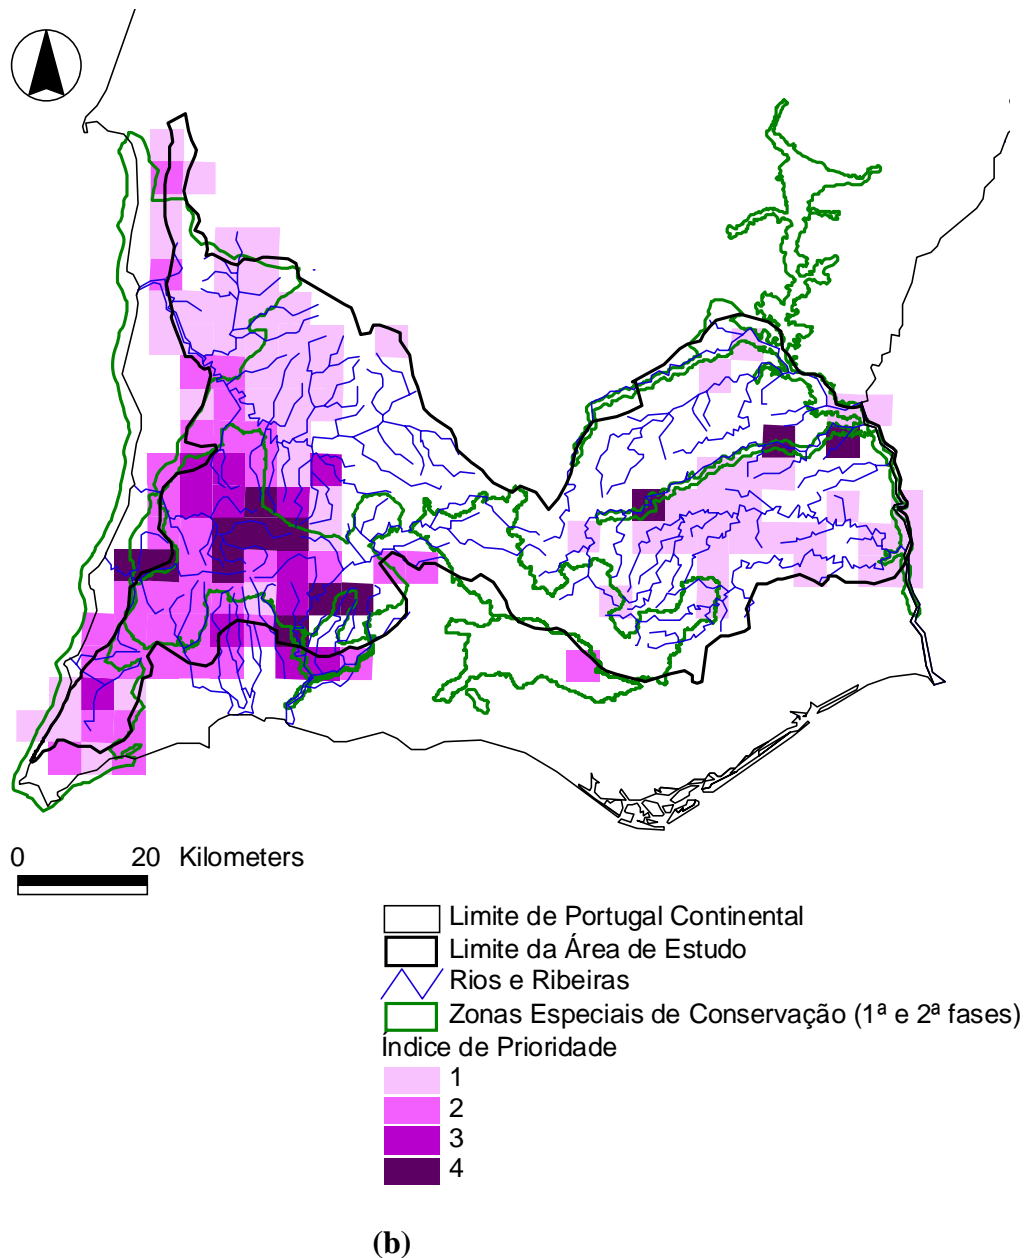 0 20 Kilometers
Limite de Portugal Continental
Limite da Área de Estudo
Rios e Ribeiras
Zonas Especiais de Conservação (1ª e 2ª fases)
Índice de Prioridade
1
2
3
4
(b)